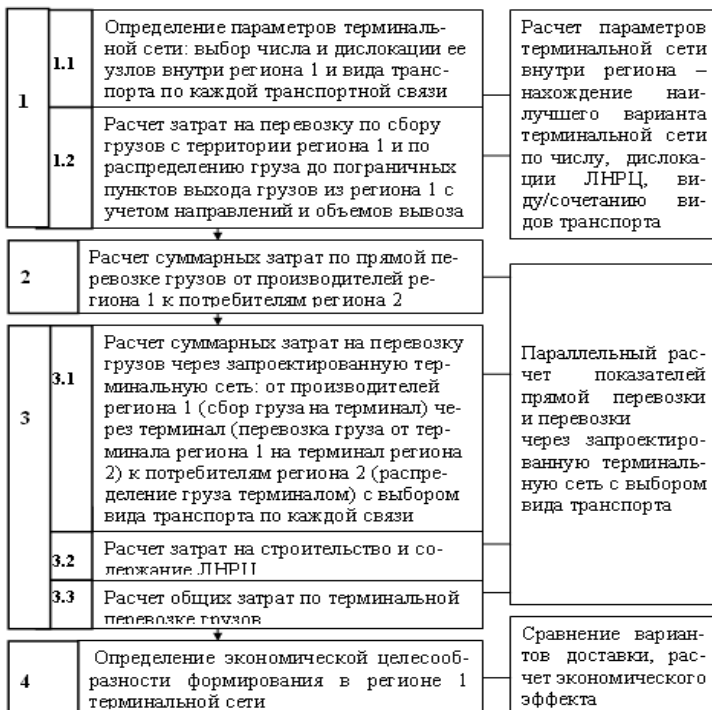 1
1.1
Определение параметров терминаль-
ной сети: выбор числа и дислокации ее
узлов внутри региона 1 и вида транс-
порта по каждой транспортной связи
1.2
Расчет затрат на перевозку по сбору
грузов с территории региона 1 и по
распределению груза до пограничных
пунктов выхода грузов из региона 1 с
учетом направлений и объемов вывоза
Расчет параметров
терминальной сети
внутри региона –
нахождение наи-
лучшего варианта
терминальной сети
по числу, дислока-
ции ЛНРЦ, ви-
ду/сочетанию ви-
дов транспорта
2
Расчет суммарных затрат по прямой пе-
ревозке грузов от производителей ре-
гиона 1 к потребителям региона 2
3
3.1
Расчет суммарных затрат на перевозку
грузов через запроектированную тер-
минальную сеть: от производителей
региона 1 (сбор груза на терминал) че-
рез терминал (перевозка груза от тер-
минала региона 1 на терминал региона
2) к потребителям региона 2 (распре-
деление груза терминалом) с выбором
вида транспорта по каждой связи
3.2
Расчет затрат на строительство и со-
держание ЛНРЦ
3.3
Расчет общих затрат по терминальной
перевозке грузов
Параллельный рас-
чет показателей
прямой перевозки
и перевозки
через запроектиро-
ванную терминаль-
ную сеть с выбором
вида транспорта
4
Определение экономической целесооб-
разности формирования в регионе 1
терминальной сети
Сравнение вариан-
тов доставки, рас-
чет экономического
эффекта